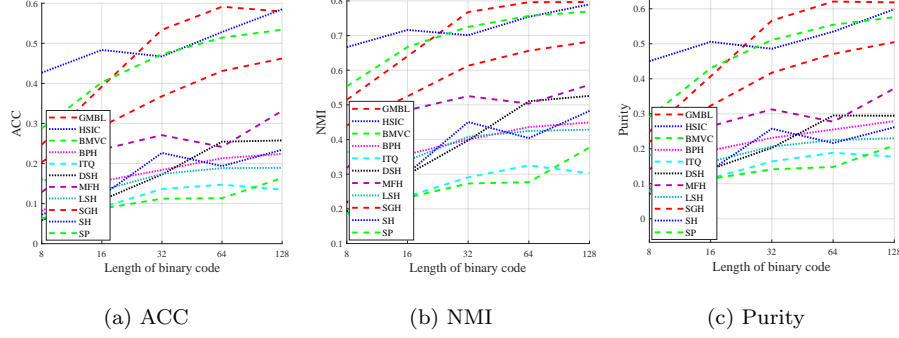 0.6
0.5
0.4
0.3
0.2
0.1
0
ACC
GMBL
HSIC
BMVC
BPH
ITQ
DSH
MFH
LSH
SGH
SH
SP
8 16 32 64 128
Length of binary code
(a) ACC
0.8
0.7
0.6
0.5
0.4
0.3
0.2
0.1
NMI
GMBL
HSIC
BMVC
BPH
ITQ
DSH
MFH
LSH
SGH
SH
SP
8 16 32 64 128
Length of binary code
(b) NMI
0.6
0.5
0.4
0.3
0.2
0.1
0
Purity
GMBL
HSIC
BMVC
BPH
ITQ
DSH
MFH
LSH
SGH
SH
SP
8 16 32 64 128
Length of binary code
(c) Purity